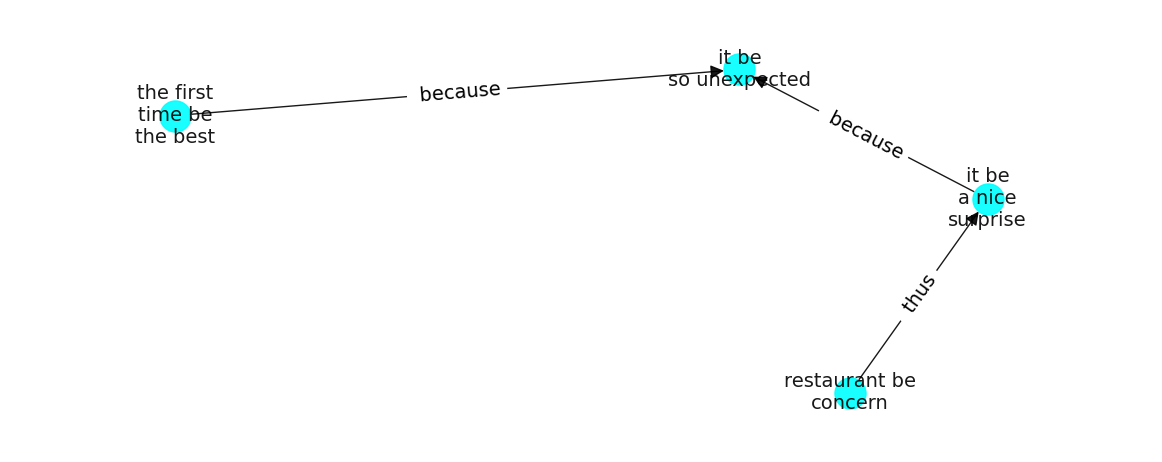 it be
so unexpected
the first
time be
the best
because
because
it be
a nice
surprise
thus
restaurant be
concern